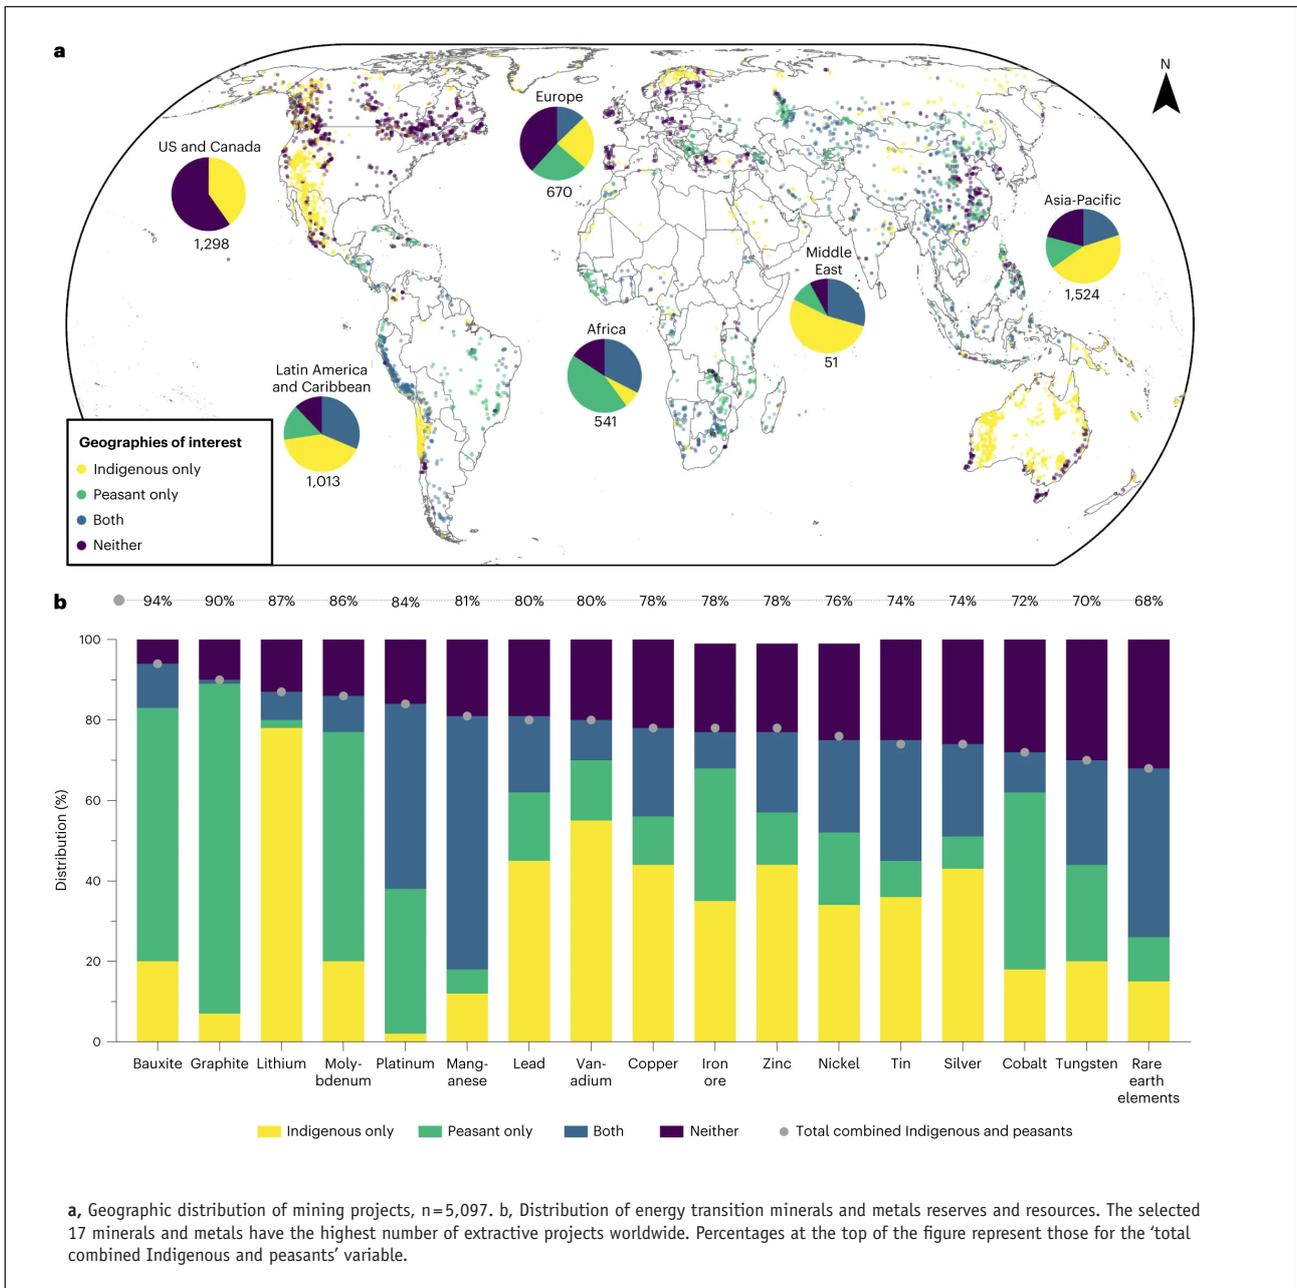 a
N
Europe
670
US and Canada
1,298
Asia-Pacific
1,524
Middle
East
51
Africa
541
Latin America
and Caribbean
1,013
Geographies of interest
Indigenous only
Peasant only
Both
Neither
b
94% 90% 87% 86% 84% 81% 80% 80% 78% 78% 78% 76% 74% 74% 72% 70% 68%
Distribution (%)
100
80
60
40
20
0
Bauxite Graphite Lithium Moly- Platinum Mang- Lead Van- Copper Iron Zinc Nickel Tin Silver Cobalt Tungsten Rare
bdenum anese adium ore earth
elements
Indigenous only Peasant only Both Neither Total combined Indigenous and peasants
a, Geographic distribution of mining projects, n=5,097. b, Distribution of energy transition minerals and metals reserves and resources. The selected
17 minerals and metals have the highest number of extractive projects worldwide. Percentages at the top of the figure represent those for the ‘total
combined Indigenous and peasants’ variable.